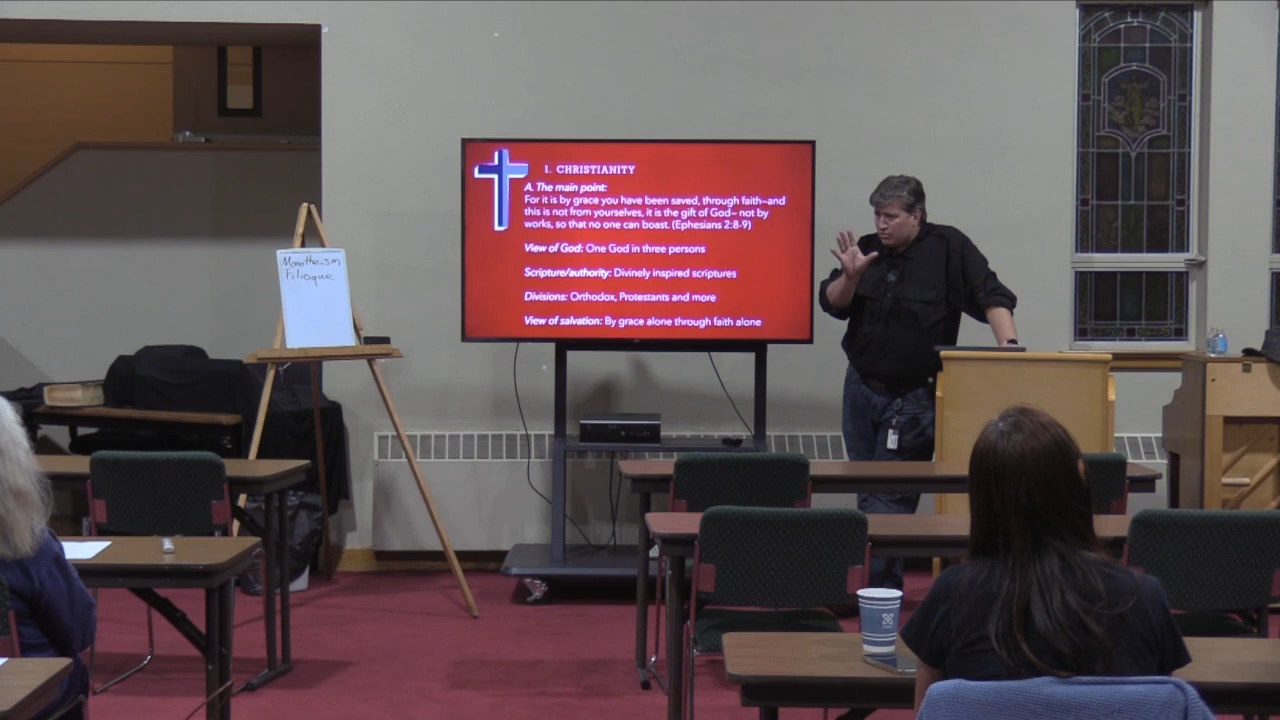 Monotheism
Filioque
1. CHRISTIANITY
A. The main point:
For it is by grace you have been saved, through faith—and
this is not from yourselves, it is the gift of God— not by
works, so that no one can boast. (Ephesians 2:8-9)
View of God: One God in three persons
Scripture/authority: Divinely inspired scriptures
Divisions: Orthodox, Protestants and more
View of salvation: By grace alone through faith alone